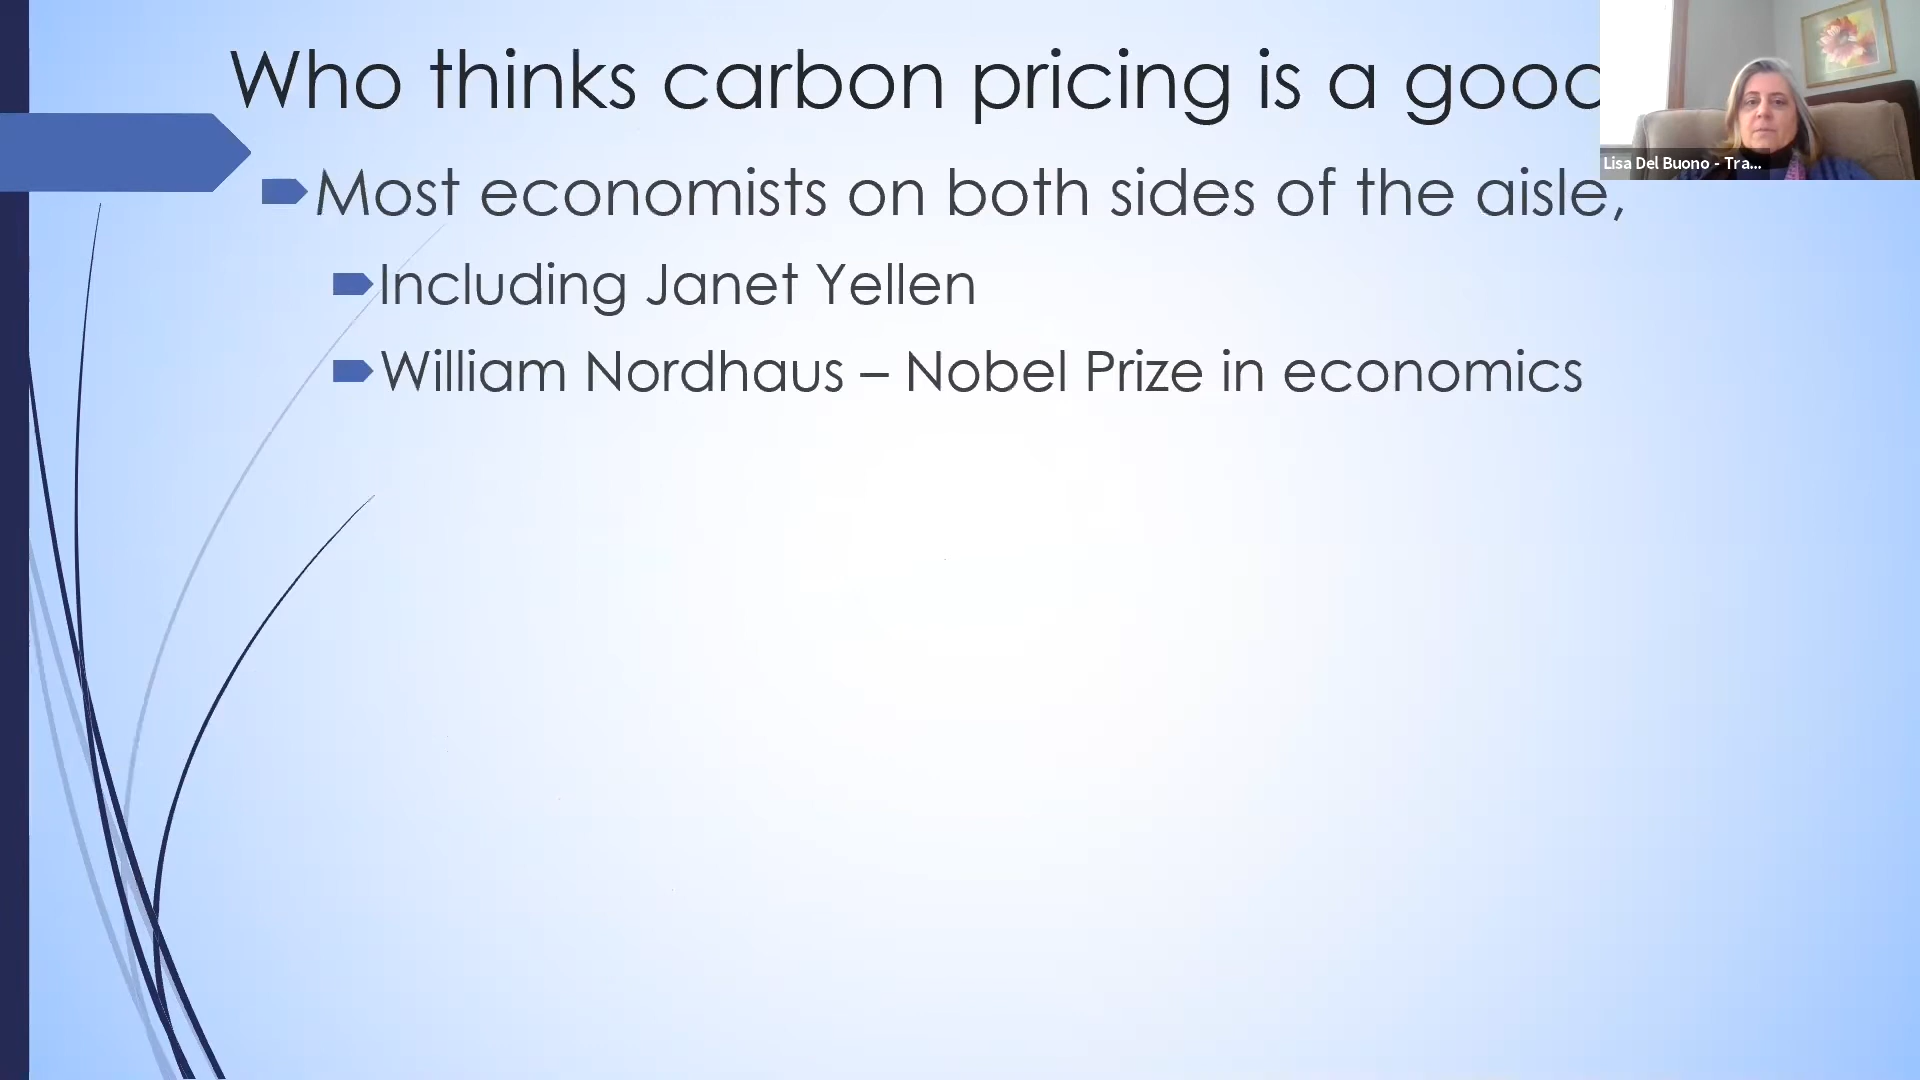 Who thinks carbon pricing is a good
Lisa Del Buono - Tra...
Most economists on both sides of the aisle,
Including Janet Yellen
William Nordhaus – Nobel Prize in economics